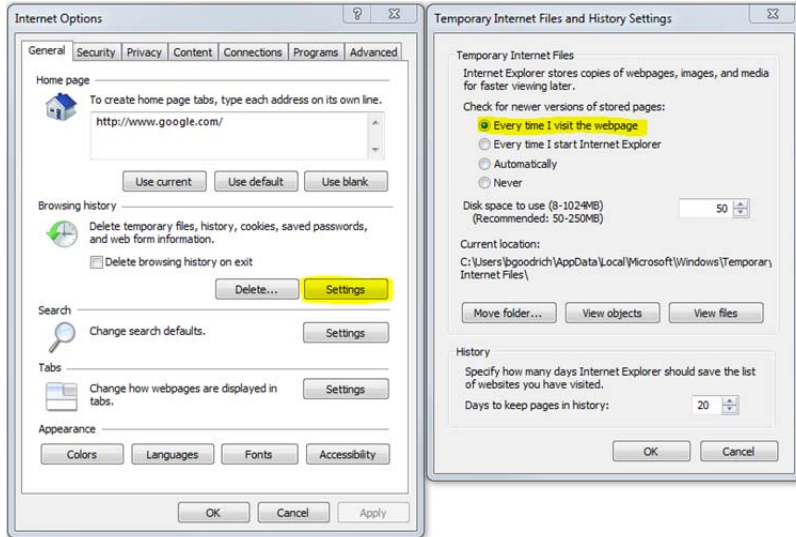 Internet Options
General Security Privacy Content Connections Programs Advanced
Home page
To create home page tabs, type each address on its own line.
http://www.google.com/
Use current Use default Use blank
Browsing history
Delete temporary files, history, cookies, saved passwords,
and web form information.
Delete browsing history on exit
Delete... Settings
Search
Change search defaults.
Settings
Tabs
Change how webpages are displayed in
tabs.
Settings
Appearance
Colors Languages Fonts Accessibility
OK Cancel Apply
Temporary Internet Files and History Settings
Temporary Internet Files
Internet Explorer stores copies of webpages, images, and media
for faster viewing later.
Check for newer versions of stored pages:
Every time I visit the webpage
Every time I start Internet Explorer
Automatically
Never
Disk space to use (8-1024MB)
(Recommended: 50-250MB)
50
Current location:
C:\Users\bgoodrich\AppData\Local\Microsoft\Windows\Temporary
Internet Files\
Move folder... View objects View files
History
Specify how many days Internet Explorer should save the list
of websites you have visited.
Days to keep pages in history: 20
OK Cancel